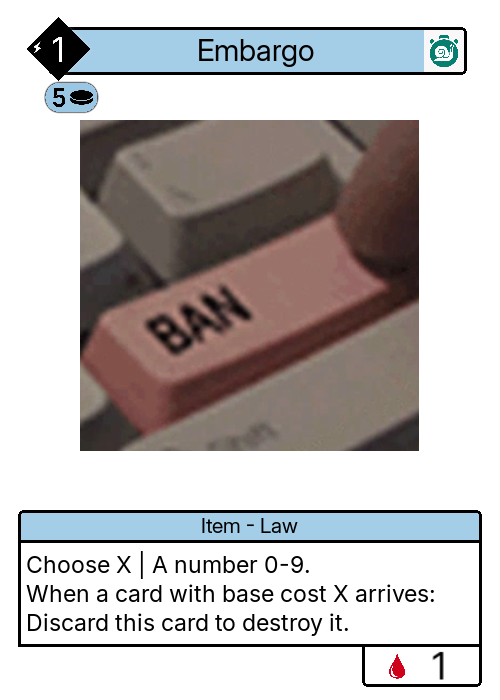 1
Embargo
5
BAN
Shift
Item - Law
Choose X | A number 0-9.
When a card with base cost X arrives:
Discard this card to destroy it.
1